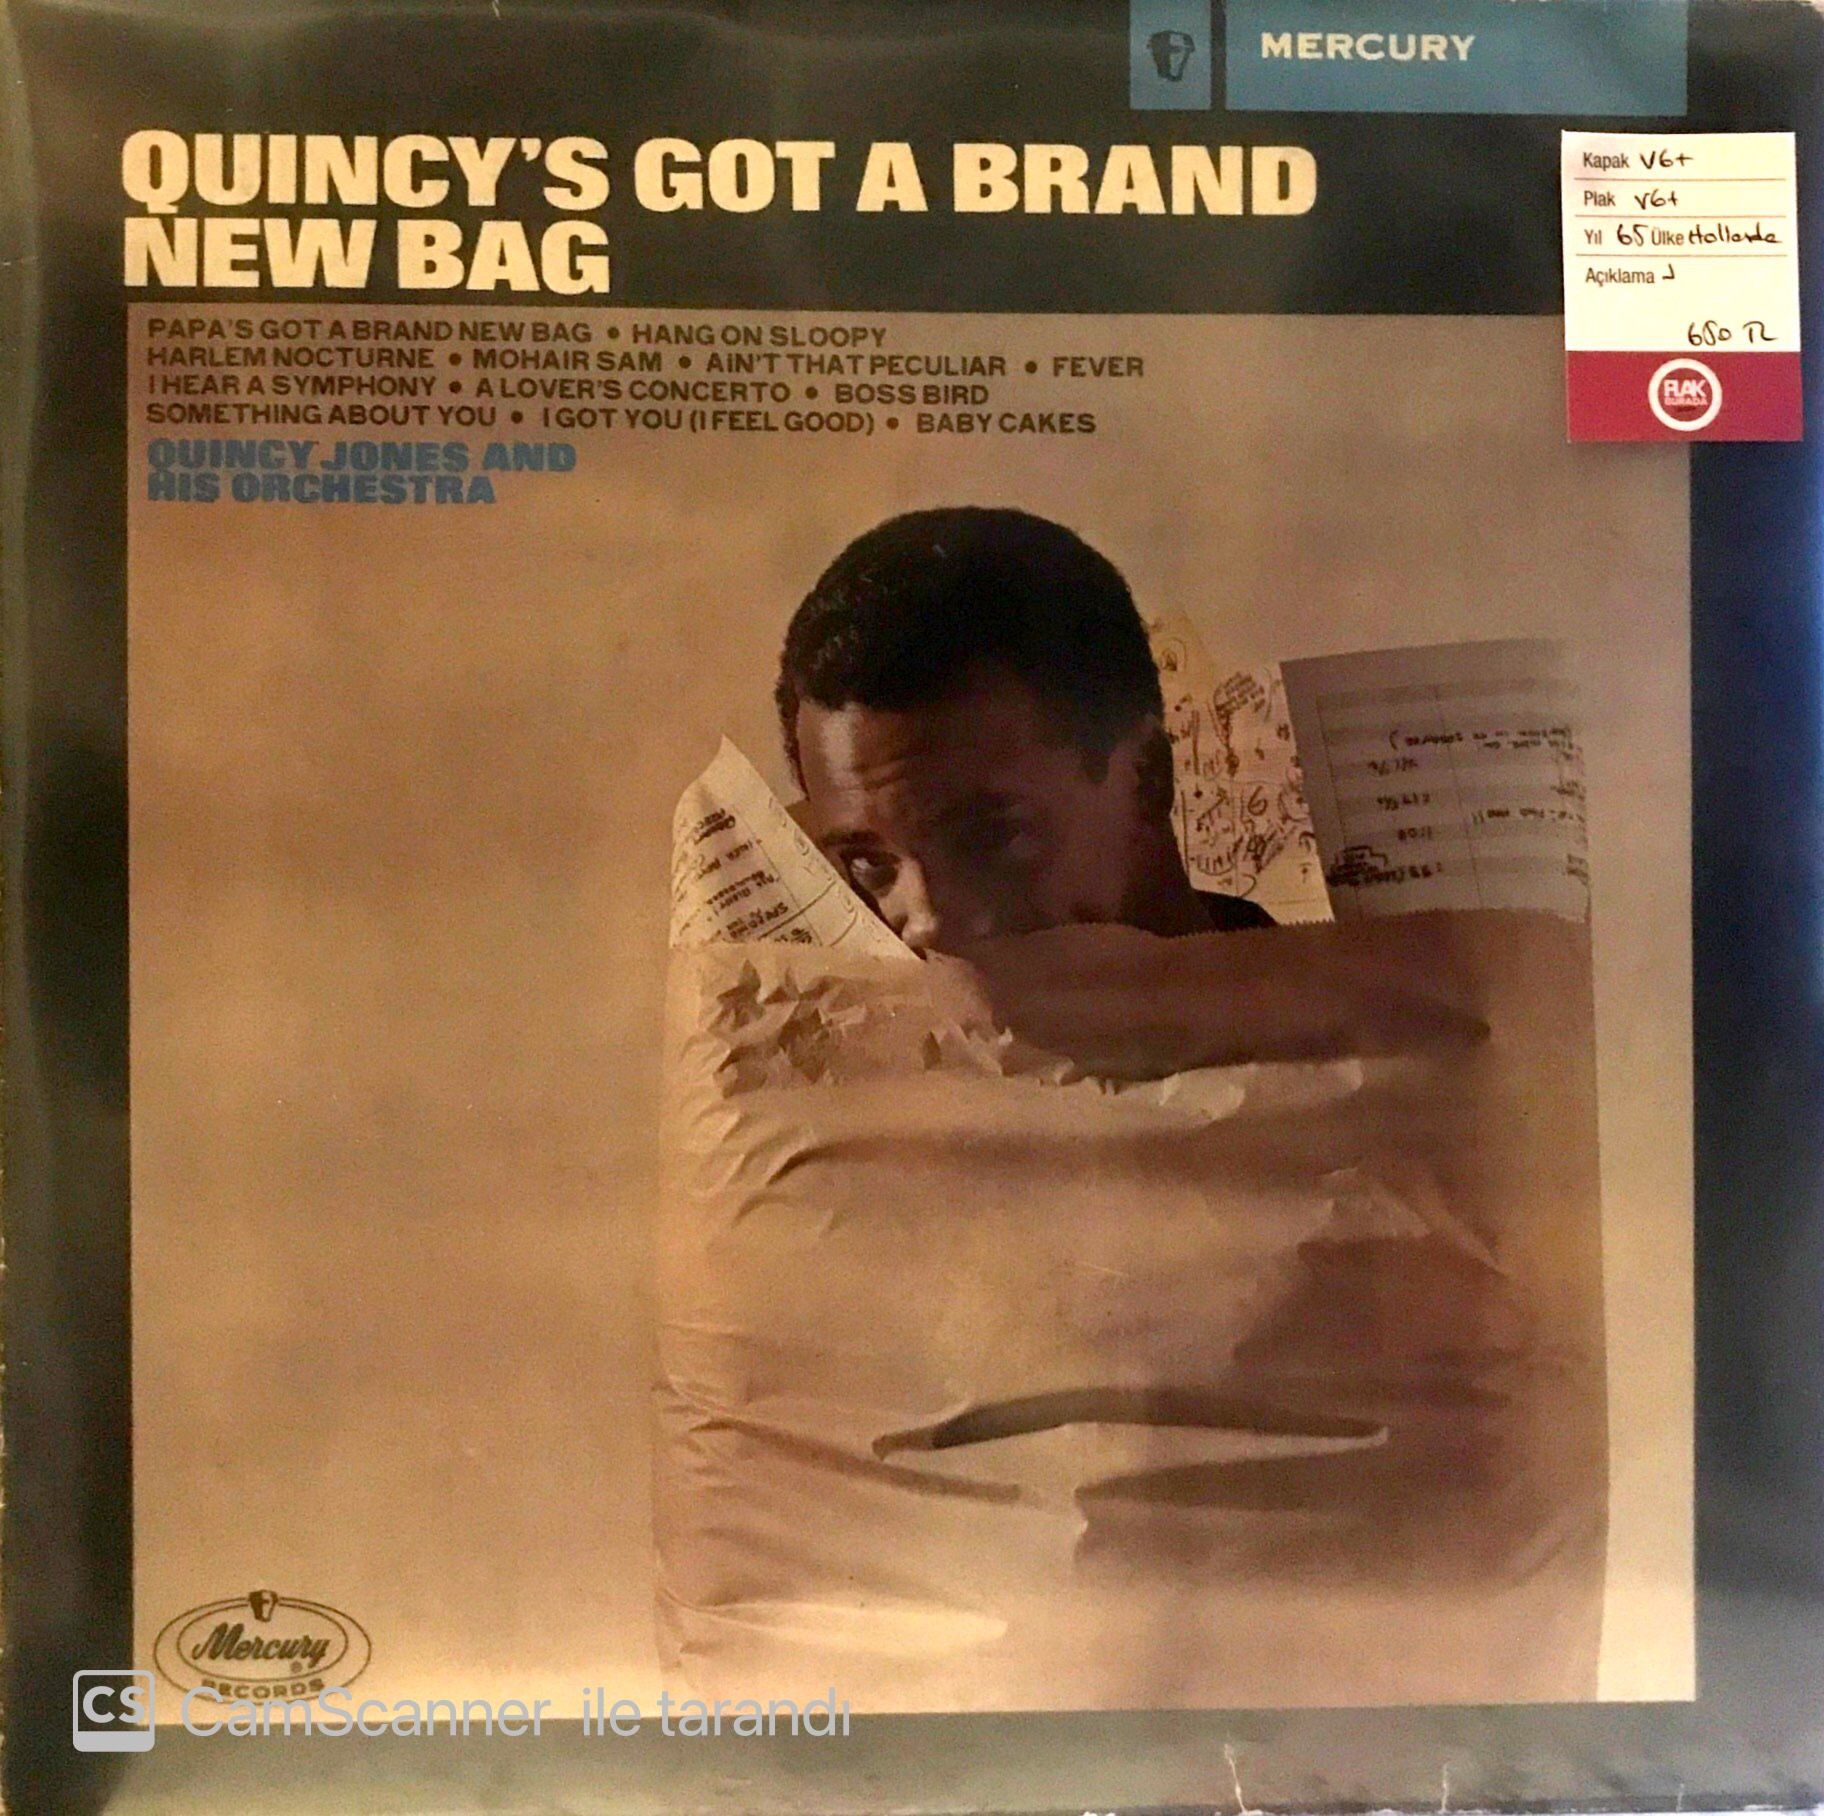 MERCURY
QUINCY'S GOT A BRAND
NEW BAG
PAPA'S GOT A BRAND NEW BAG • HANG ON SLOOPY
HARLEM NOCTURNE • MOHAIR SAM • AIN'T THAT PECULIAR • FEVER
I HEAR A SYMPHONY • A LOVER'S CONCERTO • BOSS BIRD
SOMETHING ABOUT YOU • I GOT YOU (I FEEL GOOD) • BABY CAKES
QUINCY JONES AND
HIS ORCHESTRA
Kapak VG+
Plak VG+
Yıl 65 Ülke Hollanda
Açıklama
TL
PLAK
BURADA
Mercury
RECORDS
CS CamScanner ile tarandı